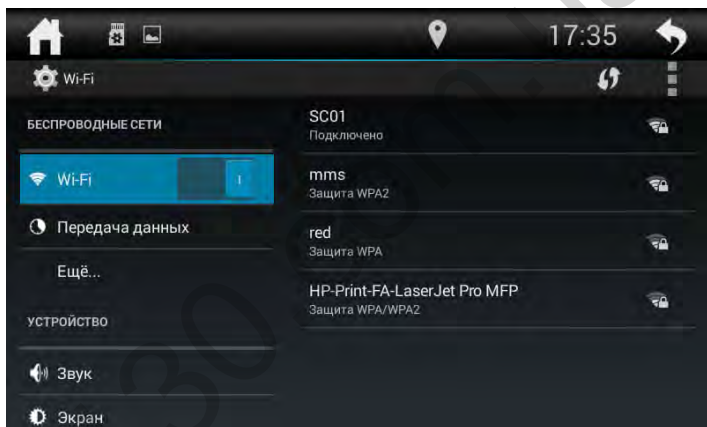 17:35
Wi-Fi
БЕСПРОВОДНЫЕ СЕТИ
Wi-Fi
I
Передача данных
Ещё...
УСТРОЙСТВО
Звук
Экран
SC01
Подключено
mms
Защита WPA2
red
Защита WPA
HP-Print-FA-LaserJet Pro MFP
Защита WPA/WPA2